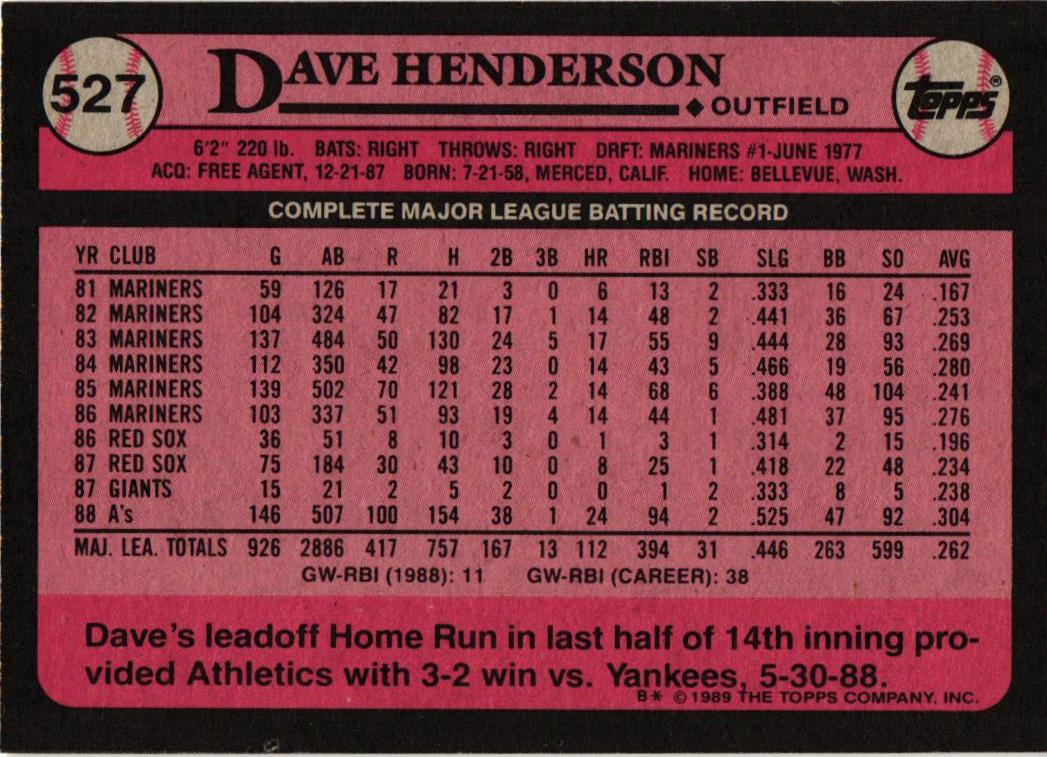 527
DAVE HENDERSON
◆ OUTFIELD
topps®
6'2" 220 lb. BATS: RIGHT THROWS: RIGHT DRFT: MARINERS #1-JUNE 1977
ACQ: FREE AGENT, 12-21-87 BORN: 7-21-58, MERCED, CALIF. HOME: BELLEVUE, WASH.
COMPLETE MAJOR LEAGUE BATTING RECORD
YR CLUB G AB R H 2B 3B HR RBI SB SLG BB SO AVG
81 MARINERS 59 126 17 21 3 0 6 13 2 .333 16 24 .167
82 MARINERS 104 324 47 82 17 1 14 48 2 .441 36 67 .253
83 MARINERS 137 484 50 130 24 5 17 55 9 .444 28 93 .269
84 MARINERS 112 350 42 98 23 0 14 43 5 .466 19 56 .280
85 MARINERS 139 502 70 121 28 2 14 68 6 .388 48 104 .241
86 MARINERS 103 337 51 93 19 4 14 44 1 .481 37 95 .276
86 RED SOX 36 51 8 10 3 0 1 3 1 .314 2 15 .196
87 RED SOX 75 184 30 43 10 0 8 25 1 .418 22 48 .234
87 GIANTS 15 21 2 5 2 0 0 1 2 .333 8 5 .238
88 A's 146 507 100 154 38 1 24 94 2 .525 47 92 .304
MAJ. LEA. TOTALS 926 2886 417 757 167 13 112 394 31 .446 263 599 .262
GW-RBI (1988): 11 GW-RBI (CAREER): 38
Dave's leadoff Home Run in last half of 14th inning pro-
vided Athletics with 3-2 win vs. Yankees, 5-30-88.
B* © 1989 THE TOPPS COMPANY, INC.